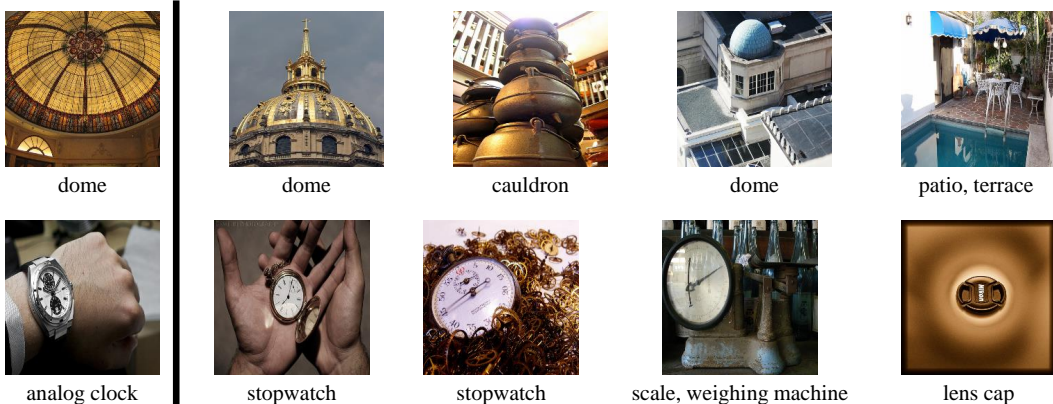 dome
dome
cauldron
dome
patio, terrace
analog clock
stopwatch
stopwatch
scale, weighing machine
lens cap